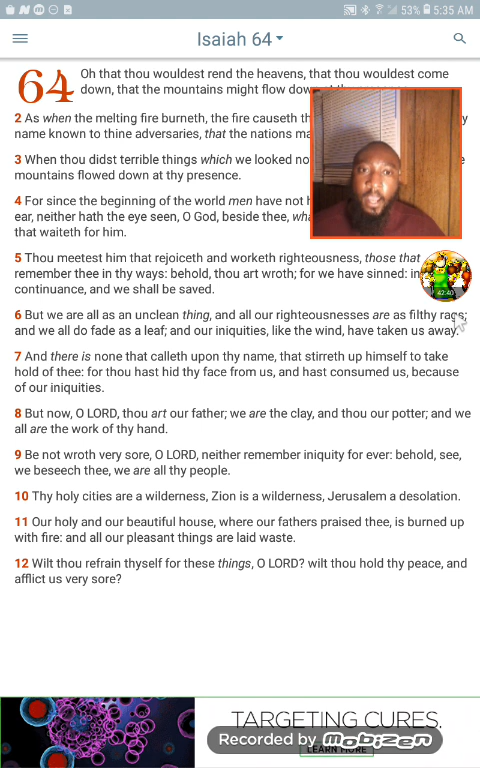 53% 5:35 AM
Isaiah 64
64 Oh that thou wouldest rend the heavens, that thou wouldest come
down, that the mountains might flow
2 As when the melting fire burneth, the fire causeth
name known to thine adversaries, that the nations
3 When thou didst terrible things which we looked
mountains flowed down at thy presence.
4 For since the beginning of the world men have not
ear, neither hath the eye seen, O God, beside thee,
that waiteth for him.
5 Thou meetest him that rejoiceth and worketh righteousness, those that
remember thee in thy ways: behold, thou art wroth; for we have sinned: in
continuance, and we shall be saved.
42:40
6 But we are all as an unclean thing, and all our righteousnesses are as filthy rags;
and we all do fade as a leaf; and our iniquities, like the wind, have taken us away.
7 And there is none that calleth upon thy name, that stirreth up himself to take
hold of thee: for thou hast hid thy face from us, and hast consumed us, because
of our iniquities.
8 But now, O LORD, thou art our father; we are the clay, and thou our potter; and we
all are the work of thy hand.
9 Be not wroth very sore, O LORD, neither remember iniquity for ever: behold, see,
we beseech thee, we are all thy people.
10 Thy holy cities are a wilderness, Zion is a wilderness, Jerusalem a desolation.
11 Our holy and our beautiful house, where our fathers praised thee, is burned up
with fire: and all our pleasant things are laid waste.
12 Wilt thou refrain thyself for these things, O LORD? wilt thou hold thy peace, and
afflict us very sore?
TARGETING CURES.
Recorded by Mobizen
LEARN MORE